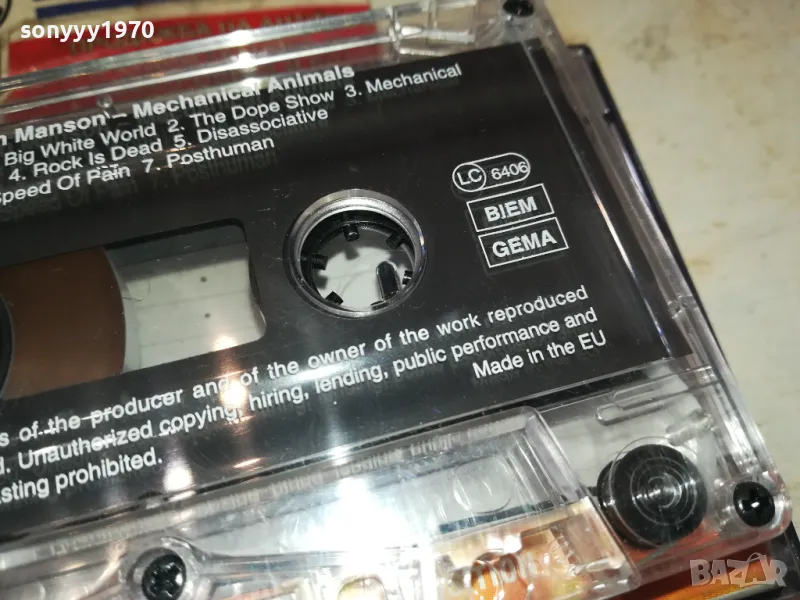 sonyyy1970
Manson - Mechanical Animals
Big White World 2. The Dope Show 3. Mechanical
4. Rock Is Dead 5. Disassociative
Speed Of Pain 7. Posthuman
LC 6406
BIEM
GEMA
of the producer and of the owner of the work reproduced
Unauthorized copying, hiring, lending, public performance and
prohibited.
Made in the EU
BAZAR